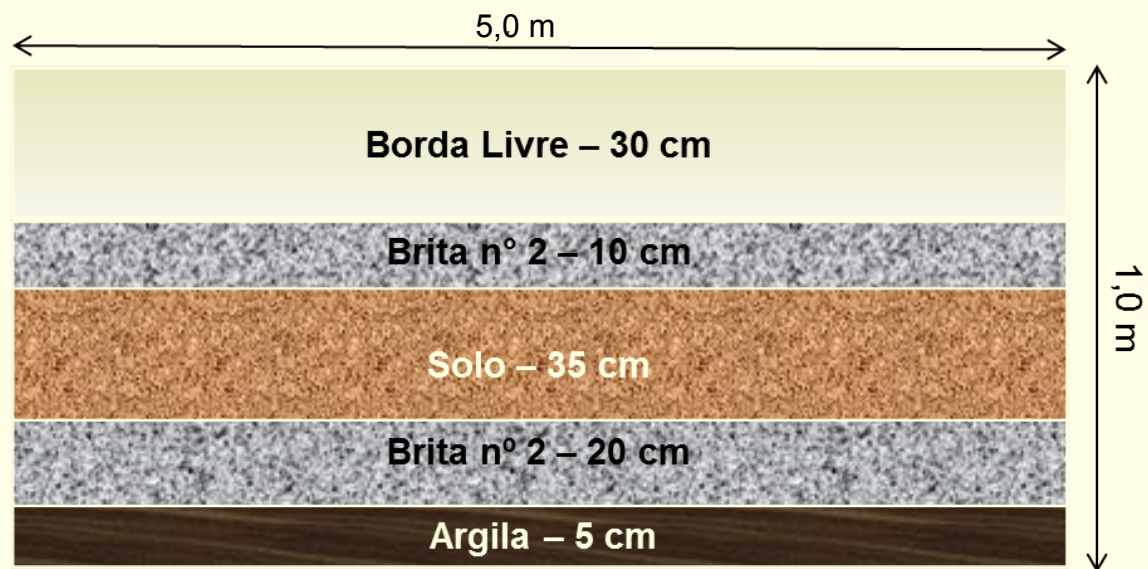 5,0 m
Borda Livre – 30 cm
Brita n° 2 – 10 cm
Solo – 35 cm
Brita nº 2 – 20 cm
Argila – 5 cm
1,0 m